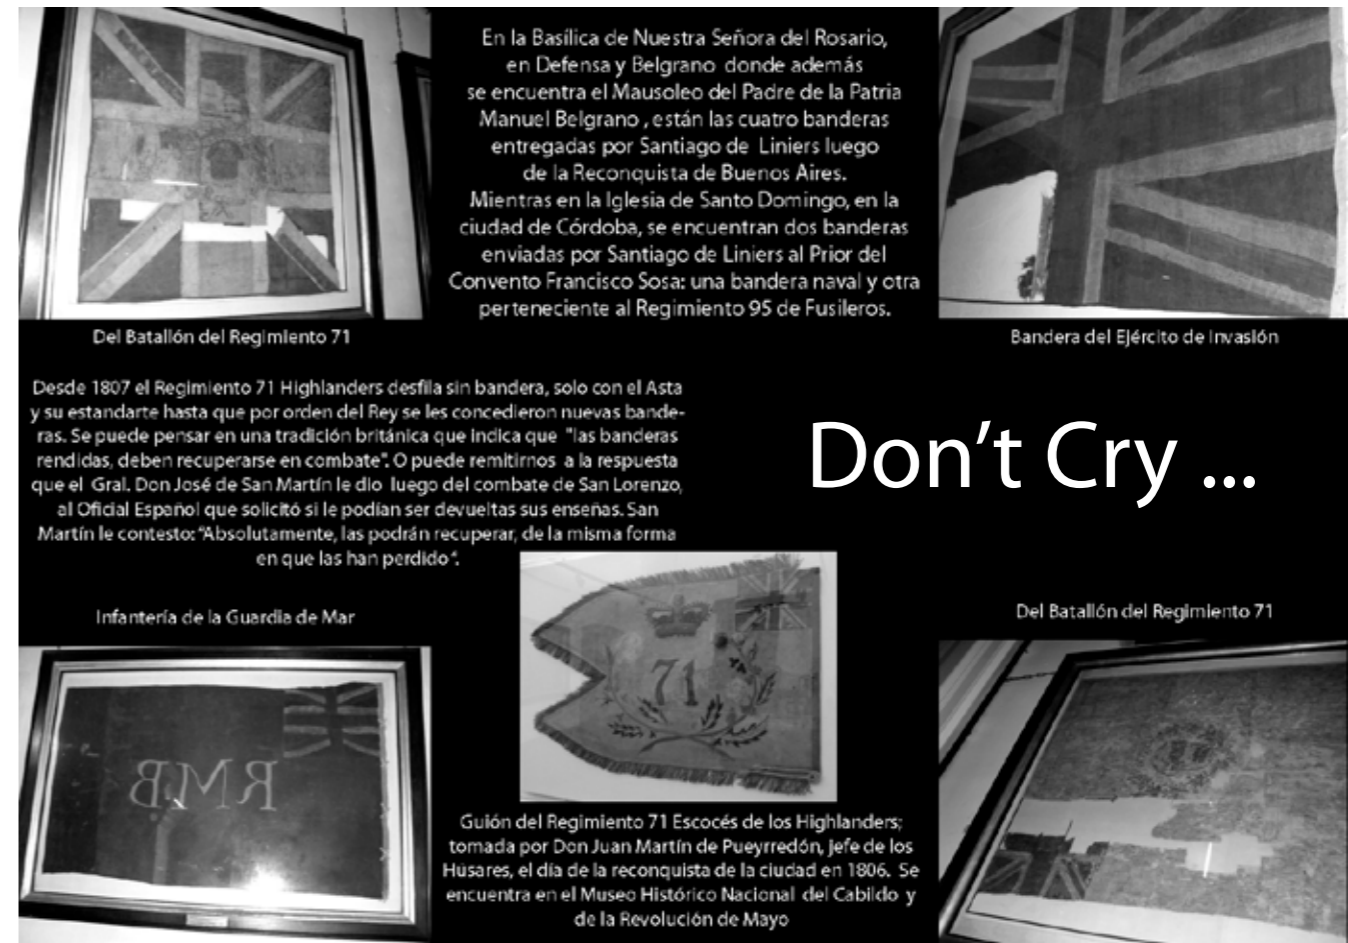 En la Basílica de Nuestra Señora del Rosario,
en Defensa y Belgrano donde además
se encuentra el Mausoleo del Padre de la Patria
Manuel Belgrano , están las cuatro banderas
entregadas por Santiago de Liniers luego
de la Reconquista de Buenos Aires.
Mientras en la Iglesia de Santo Domingo, en la
ciudad de Córdoba, se encuentran dos banderas
enviadas por Santiago de Liniers al Prior del
Convento Francisco Sosa: una bandera naval y otra
perteneciente al Regimiento 95 de Fusileros.
Del Batallón del Regimiento 71
Bandera del Ejército de Invasión
Desde 1807 el Regimiento 71 Highlanders desfila sin bandera, solo con el Asta
y su estandarte hasta que por orden del Rey se les concedieron nuevas bande-
ras. Se puede pensar en una tradición británica que indica que "las banderas
rendidas, deben recuperarse en combate". O puede remitirnos a la respuesta
que el Gral. Don José de San Martín le dio luego del combate de San Lorenzo,
al Oficial Español que solicitó si le podían ser devueltas sus enseñas. San
Martín le contesto: "Absolutamente, las podrán recuperar, de la misma forma
en que las han perdido".
Don't Cry ...
Infantería de la Guardia de Mar
Del Batallón del Regimiento 71
71
R.M.B
Guión del Regimiento 71 Escocés de los Highlanders;
tomada por Don Juan Martín de Pueyrredón, Jefe de los
Húsares, el día de la reconquista de la ciudad en 1806. Se
encuentra en el Museo Histórico Nacional del Cabildo y
de la Revolución de Mayo